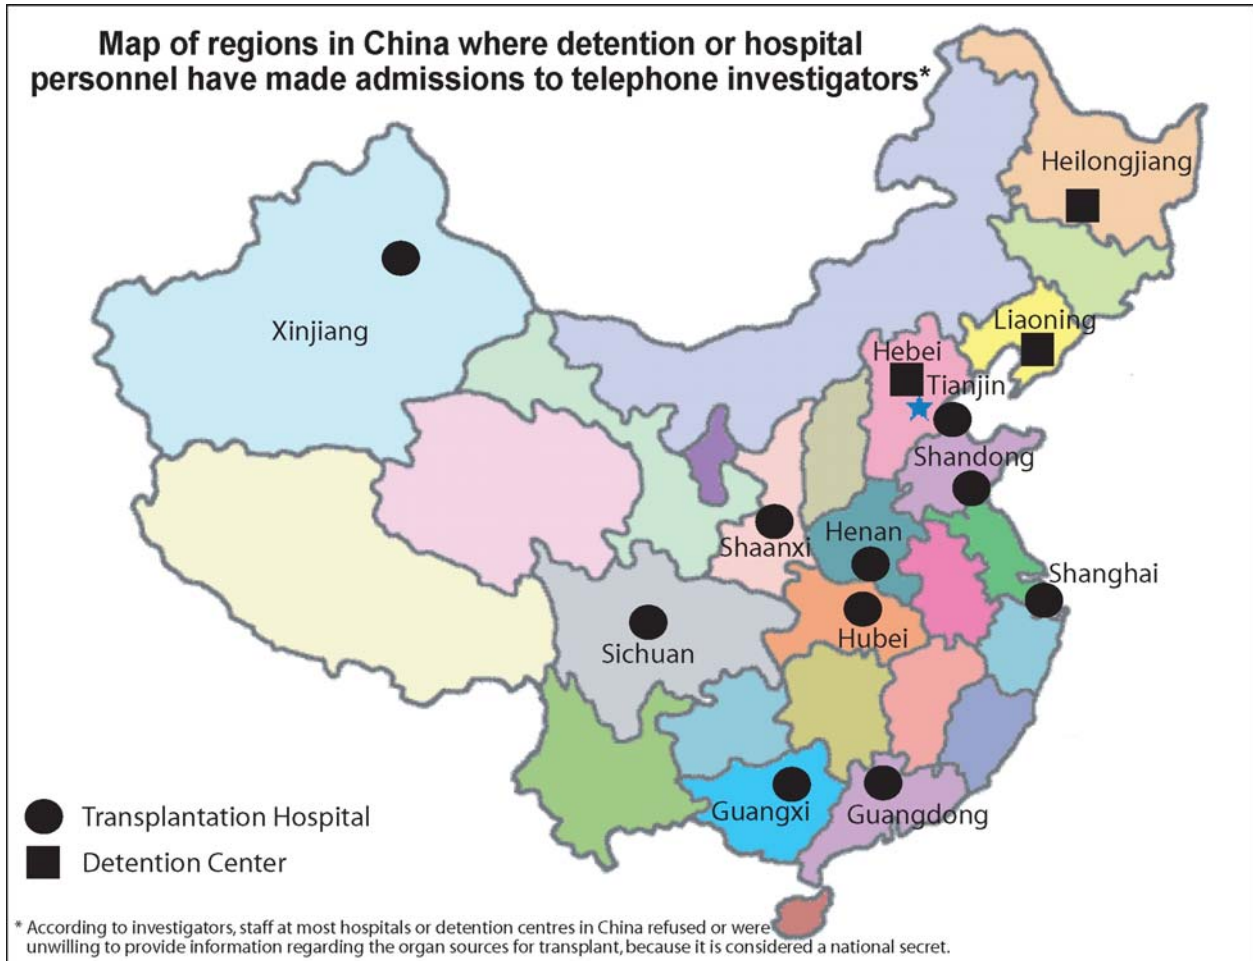 Map of regions in China where detention or hospital
personnel have made admissions to telephone investigators*
Heilongjiang
Xinjiang
Liaoning
Hebei
Tianjin
Shandong
Shaanxi
Henan
Shanghai
Hubei
Sichuan
Guangxi
Guangdong
Transplantation Hospital
Detention Center
* According to investigators, staff at most hospitals or detention centres in China refused or were
unwilling to provide information regarding the organ sources for transplant, because it is considered a national secret.